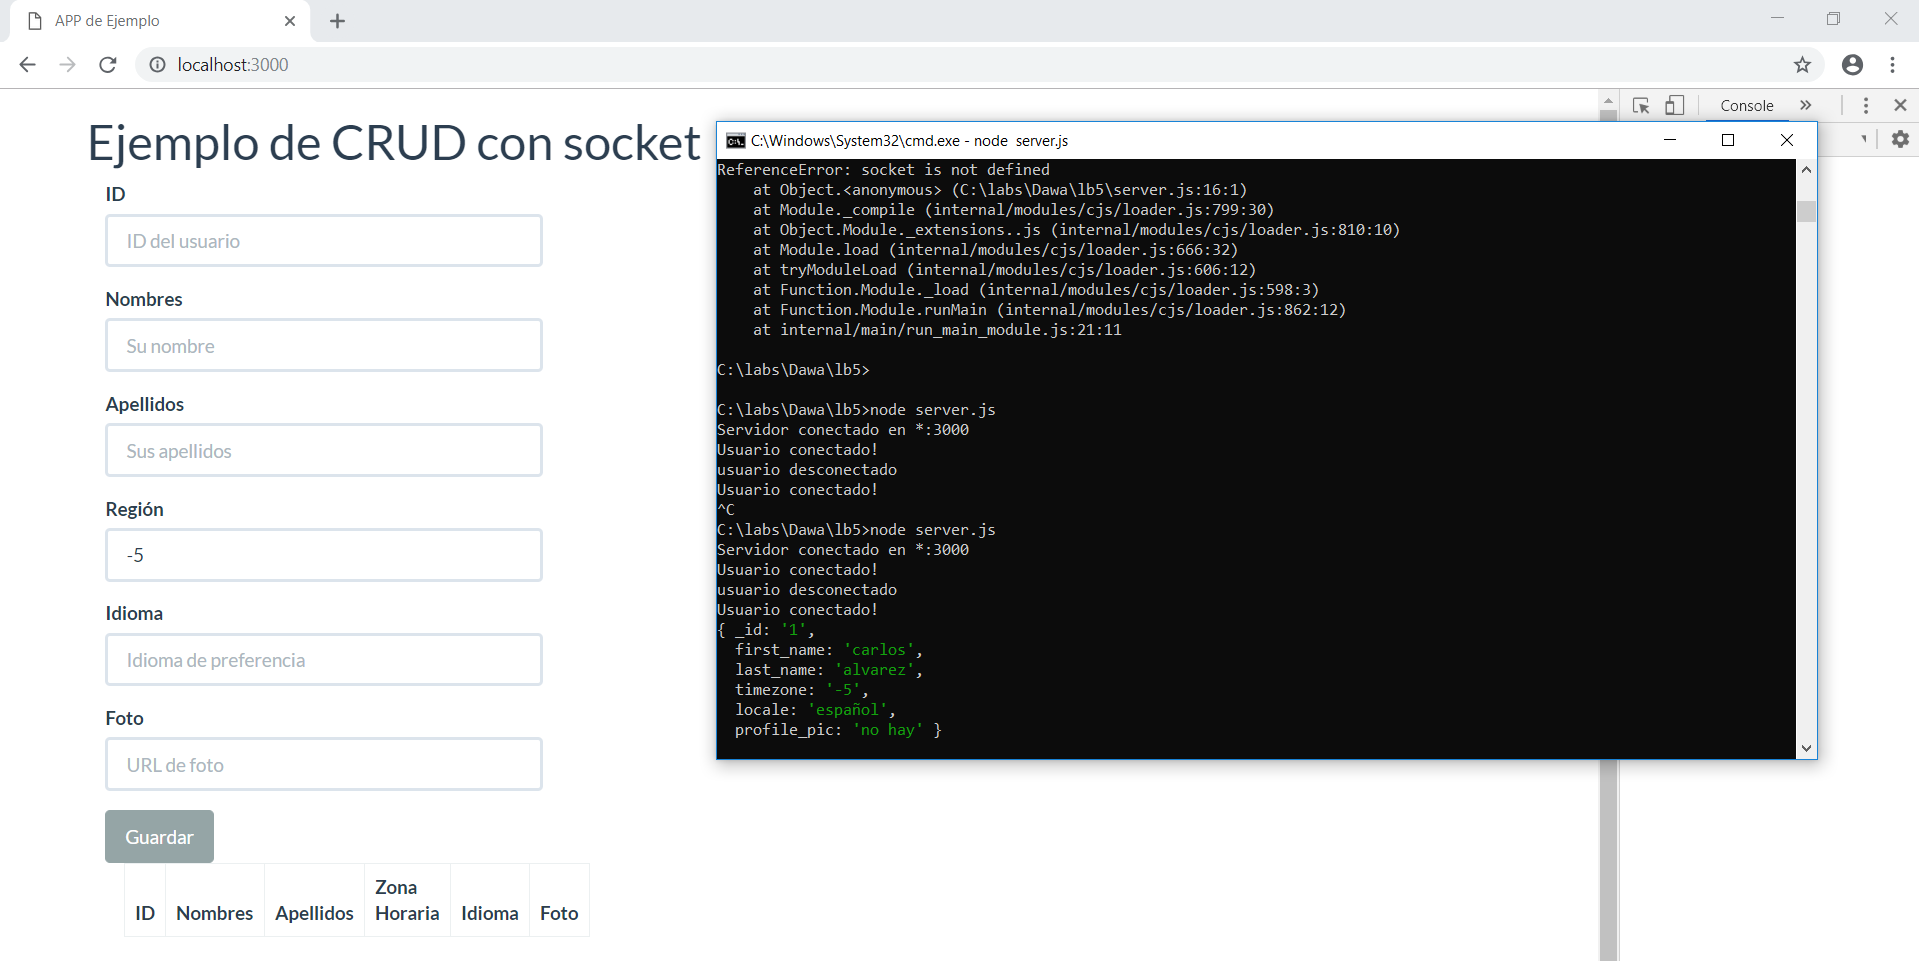 APP de Ejemplo
localhost:3000
Console
Ejemplo de CRUD con socket
ID
ID del usuario
Nombres
Su nombre
Apellidos
Sus apellidos
Región
-5
Idioma
Idioma de preferencia
Foto
URL de foto
Guardar
ID Nombres Apellidos Zona Horaria Idioma Foto
C:\Windows\System32\cmd.exe - node  server.js
ReferenceError: socket is not defined
    at Object.<anonymous> (C:\labs\Dawa\lb5\server.js:16:1)
    at Module._compile (internal/modules/cjs/loader.js:799:30)
    at Object.Module._extensions..js (internal/modules/cjs/loader.js:810:10)
    at Module.load (internal/modules/cjs/loader.js:666:32)
    at tryModuleLoad (internal/modules/cjs/loader.js:606:12)
    at Function.Module._load (internal/modules/cjs/loader.js:598:3)
    at Function.Module.runMain (internal/modules/cjs/loader.js:862:12)
    at internal/main/run_main_module.js:21:11
C:\labs\Dawa\lb5>
C:\labs\Dawa\lb5>node server.js
Servidor conectado en *:3000
Usuario conectado!
usuario desconectado
Usuario conectado!
^C
C:\labs\Dawa\lb5>node server.js
Servidor conectado en *:3000
Usuario conectado!
usuario desconectado
Usuario conectado!
{ _id: '1',
  first_name: 'carlos',
  last_name: 'alvarez',
  timezone: '-5',
  locale: 'español',
  profile_pic: 'no hay' }